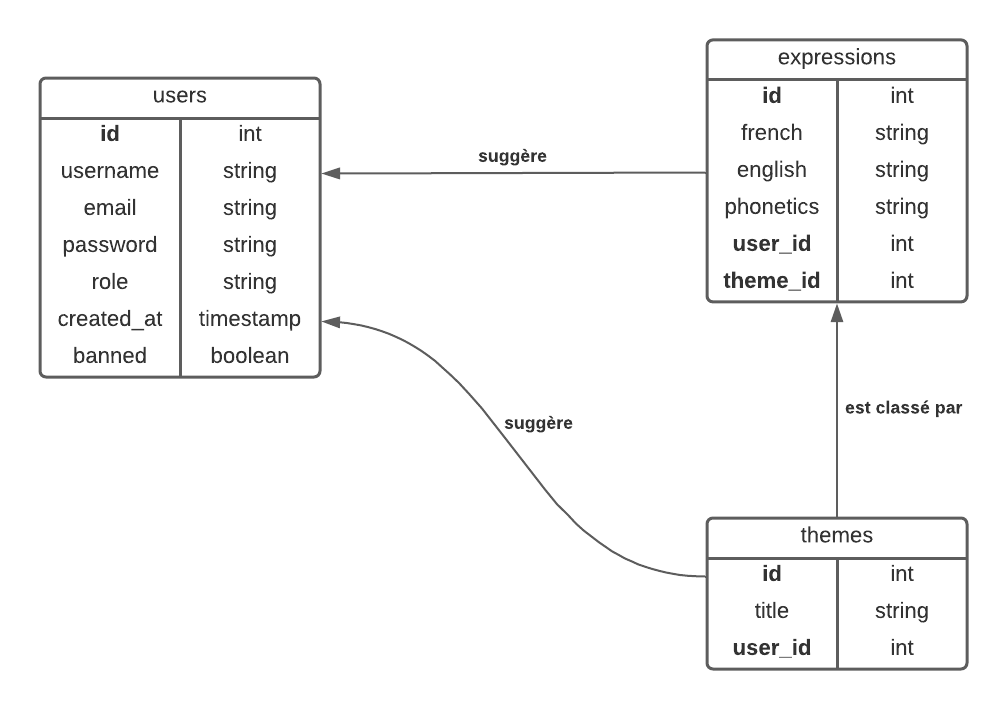 users
id int
username string
email string
password string
role string
created_at timestamp
banned boolean
suggère
expressions
id int
french string
english string
phonetics string
user_id int
theme_id int
suggère
est classé par
themes
id int
title string
user_id int